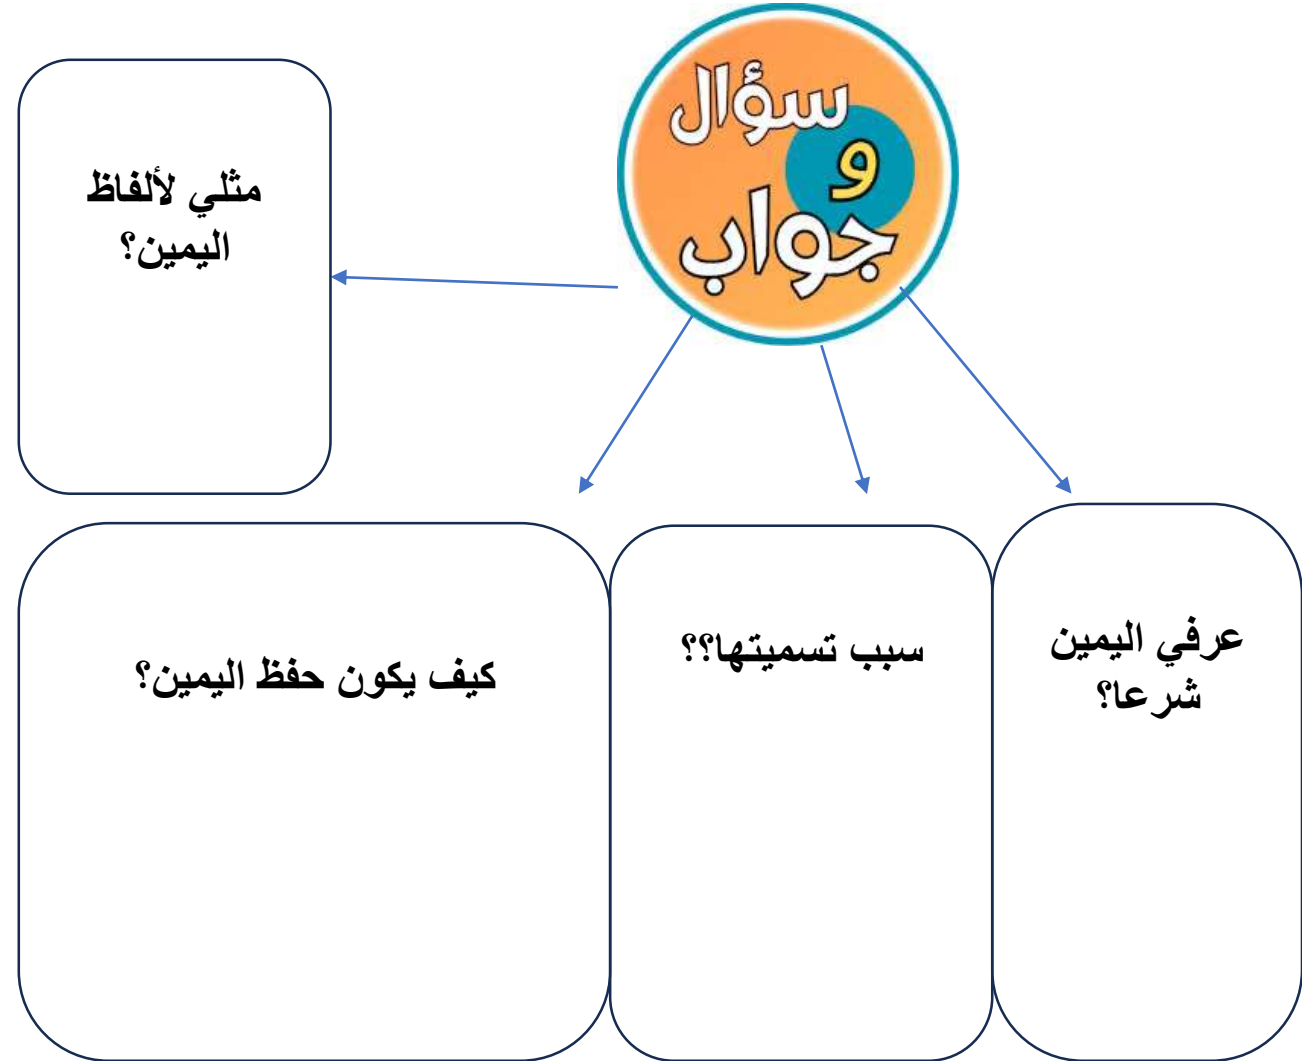 سؤال
و
جواب
مثلي لألفاظ
اليمين؟
عرفي اليمين
شرعا؟
سبب تسميتها؟؟
كيف يكون حفظ اليمين؟